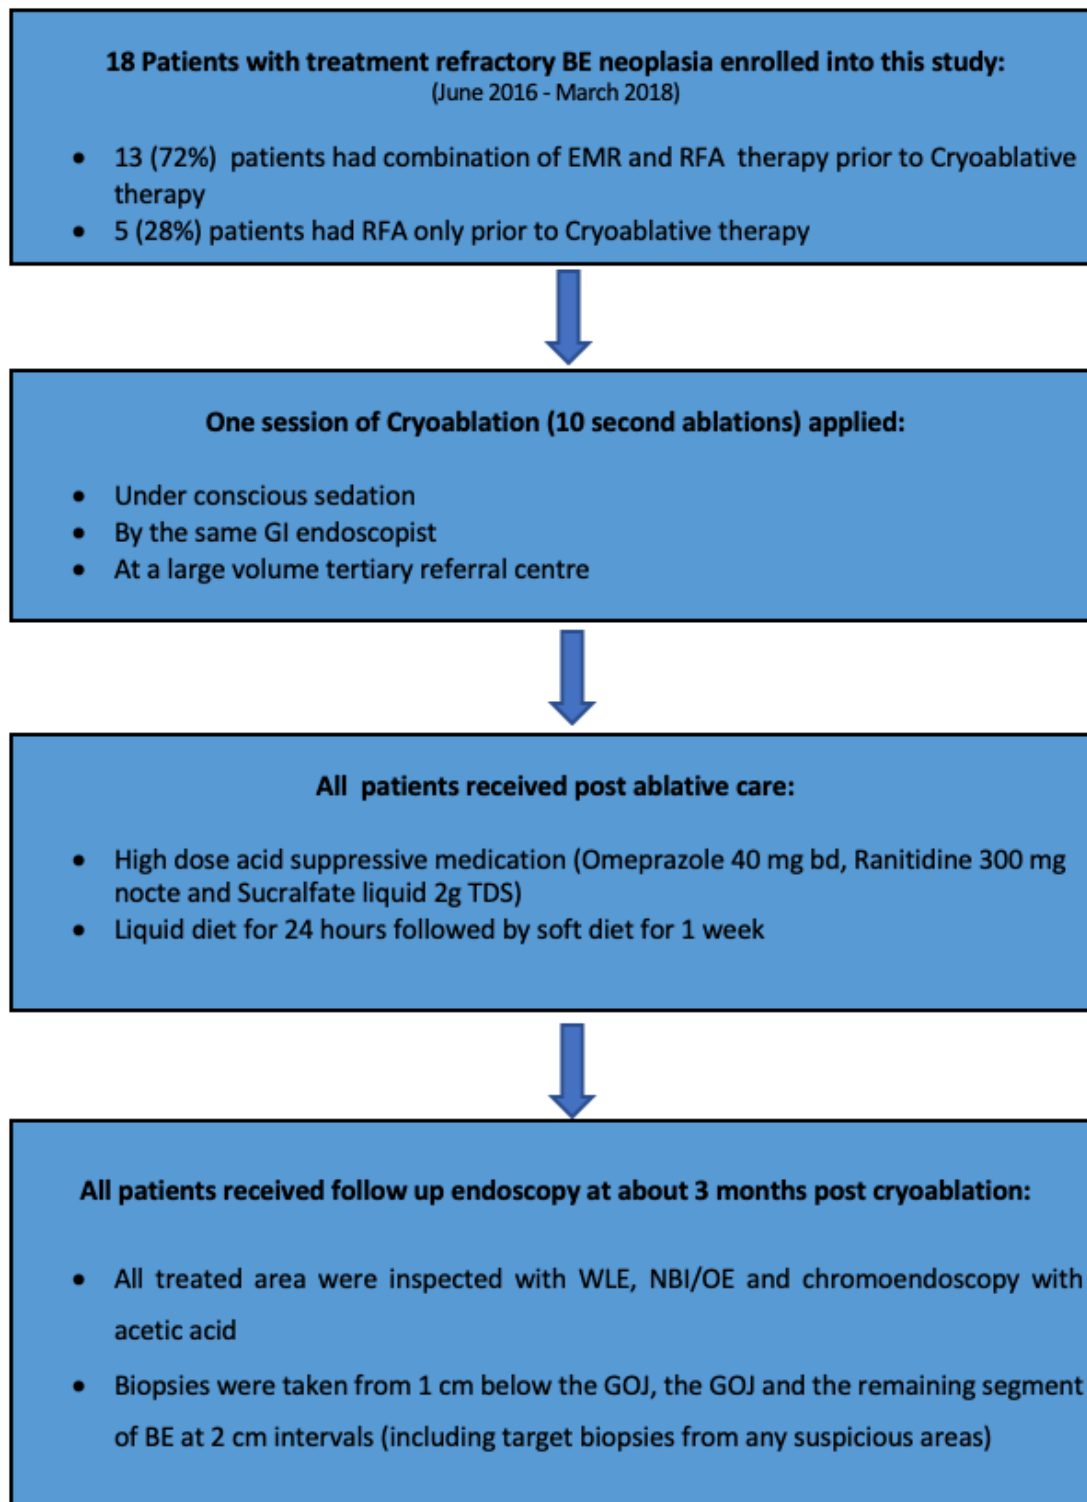 18 Patients with treatment refractory BE neoplasia enrolled into this study:
(June 2016 - March 2018)
• 13 (72%) patients had combination of EMR and RFA therapy prior to Cryoablative
therapy
• 5 (28%) patients had RFA only prior to Cryoablative therapy
One session of Cryoablation (10 second ablations) applied:
• Under conscious sedation
• By the same GI endoscopist
• At a large volume tertiary referral centre
All patients received post ablative care:
• High dose acid suppressive medication (Omeprazole 40 mg bd, Ranitidine 300 mg
nocte and Sucralfate liquid 2g TDS)
• Liquid diet for 24 hours followed by soft diet for 1 week
All patients received follow up endoscopy at about 3 months post cryoablation:
• All treated area were inspected with WLE, NBI/OE and chromoendoscopy with
acetic acid
• Biopsies were taken from 1 cm below the GOJ, the GOJ and the remaining segment
of BE at 2 cm intervals (including target biopsies from any suspicious areas)